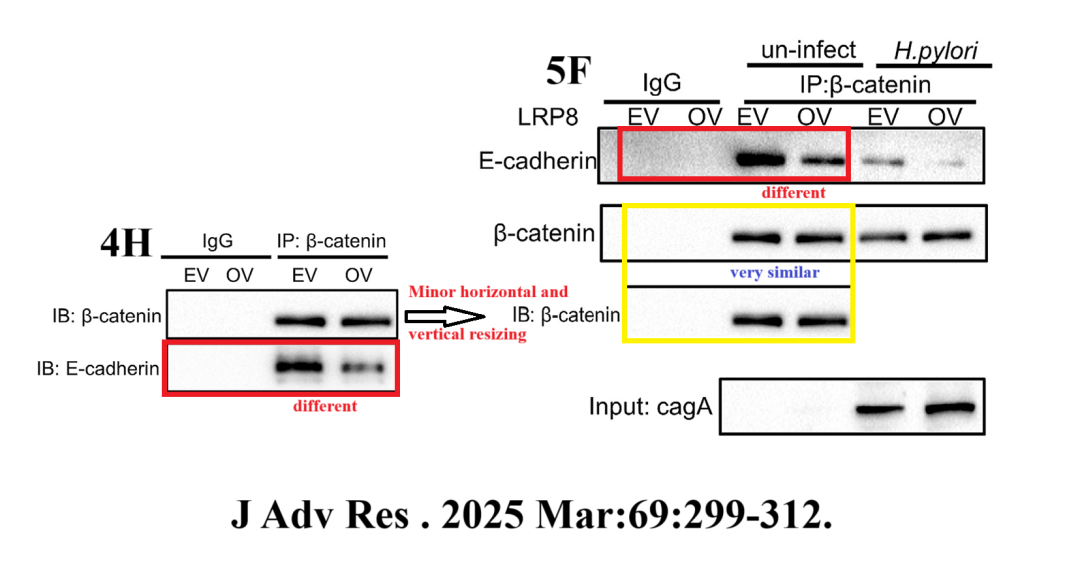 un-infect H.pylori
5F
IgG IP:β-catenin
LRP8 EV OV EV OV EV OV
E-cadherin
different
β-catenin
very similar
4H
IgG IP: β-catenin
EV OV EV OV
IB: β-catenin
Minor horizontal and
vertical resizing
IB: β-catenin
IB: E-cadherin
different
Input: cagA
J Adv Res . 2025 Mar:69:299-312.